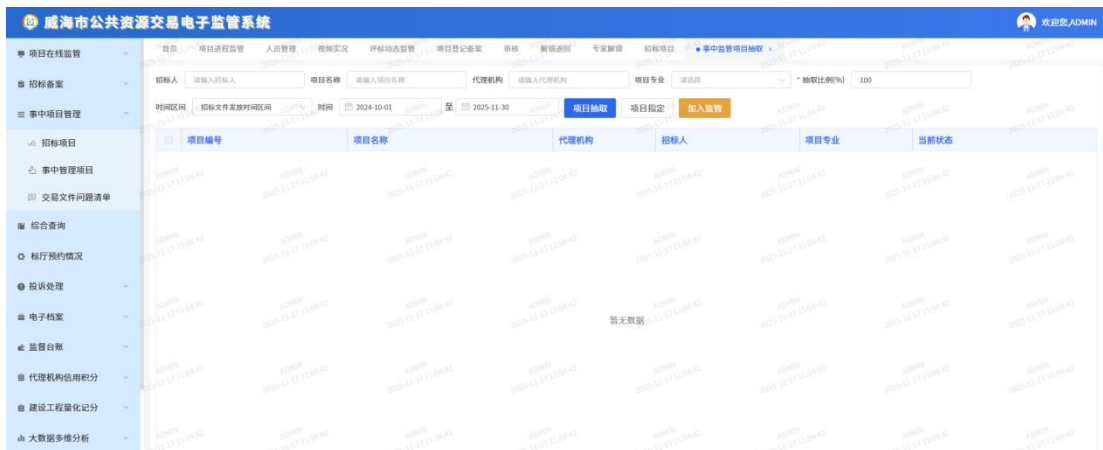 威海市公共资源交易电子监管系统
欢迎您,ADMIN
首页 项目进程监管 人员管理 视频实况 评标动态监管 项目登记备案 审核 解锁退回 专家解锁 招标项目 ● 事中监管项目抽取 ×
项目在线监管
招标备案
事中项目管理
招标项目
事中管理项目
交易文件问题清单
综合查询
标厅预约情况
投诉处理
电子档案
监督台账
代理机构信用积分
建设工程量化记分
大数据多维分析
招标人 请输入招标人 项目名称 请输入项目名称 代理机构 请输入代理机构 项目专业 请选择 * 抽取比例(%) 100
时间区间 招标文件发放时间区间 时间 2024-10-01 至 2025-11-30 项目抽取 项目指定 加入监管
项目编号 项目名称 代理机构 招标人 项目专业 当前状态
暂无数据
ADMIN
2025-11-17 11:04:42